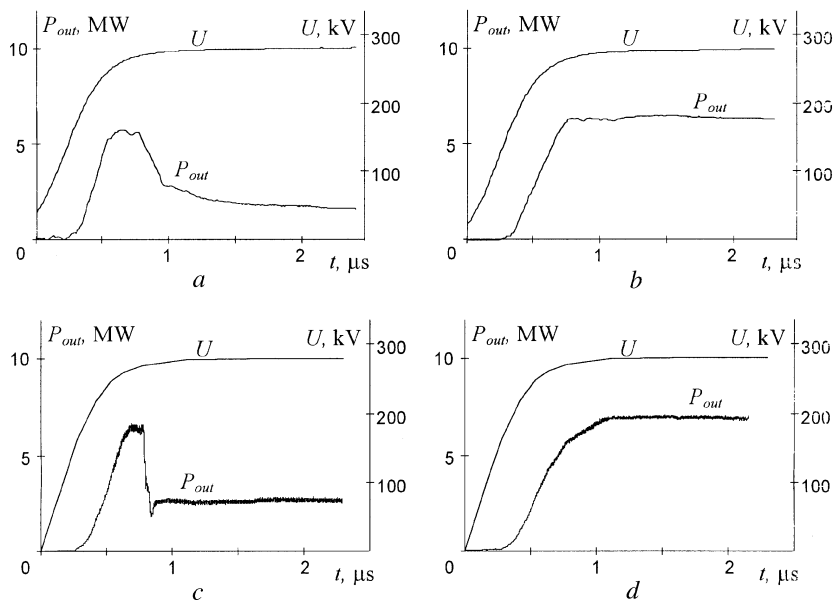 P_out, MW U, kV
10 U 300
200
5
P_out 100
0 1 2
t, μs
a
P_out, MW U, kV
10 U 300
P_out 200
5
100
0 1 2
t, μs
b
P_out, MW U, kV
10 U 300
200
5
P_out 100
0 1 2
t, μs
c
P_out, MW U, kV
10 U 300
P_out 200
5
100
0 1 2
t, μs
d